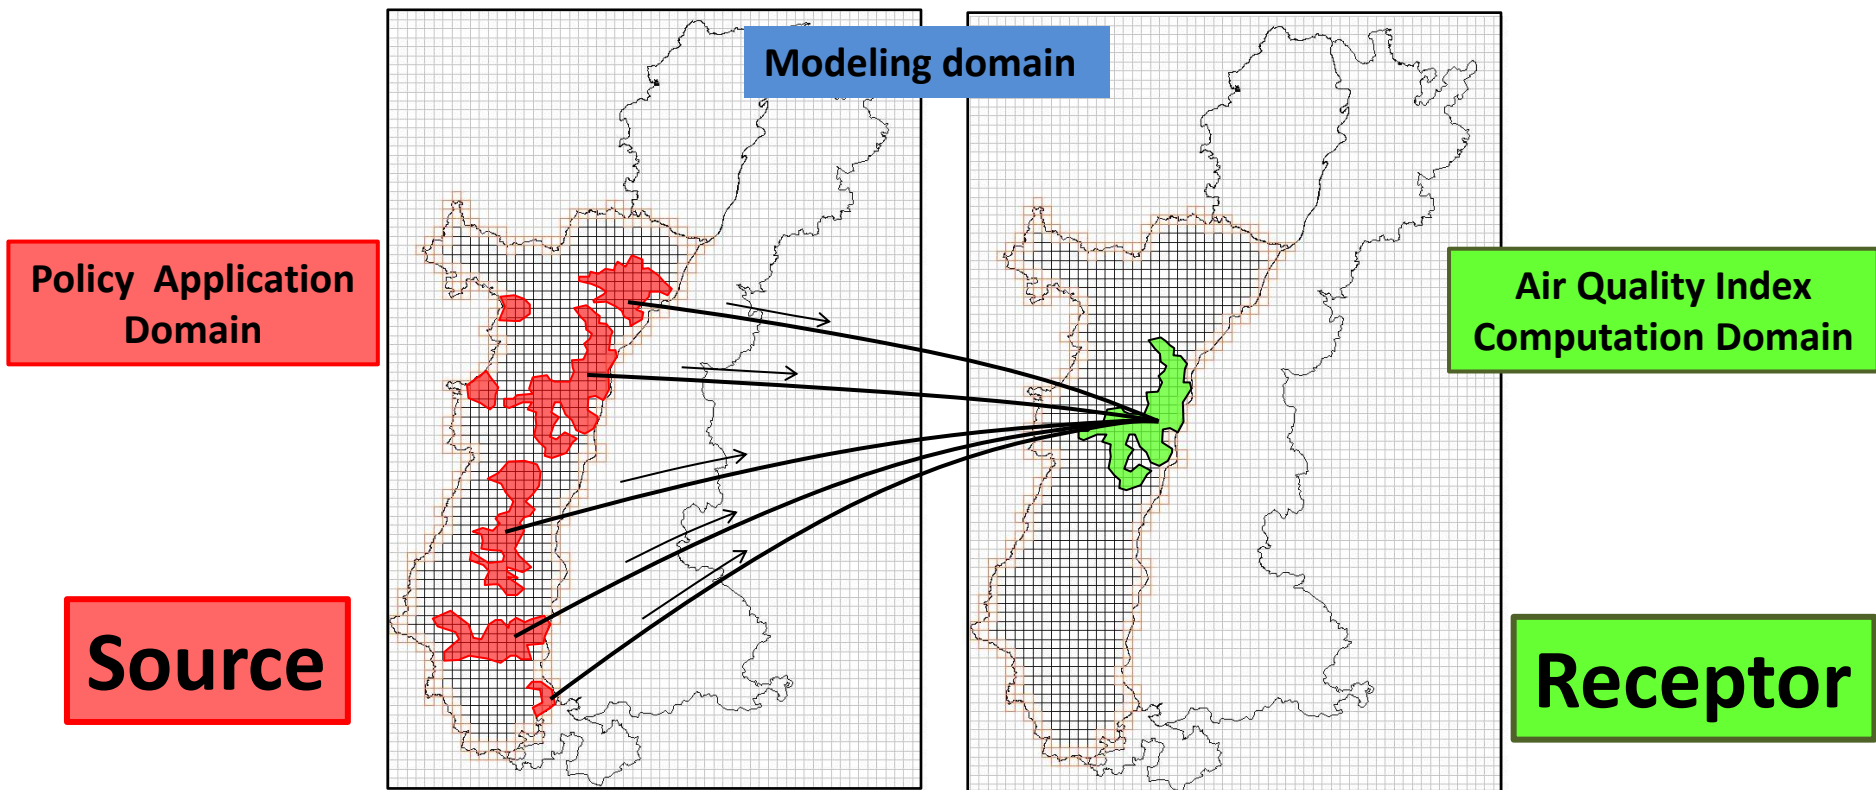 Modeling domain
Policy Application
Domain
Air Quality Index
Computation Domain
Source
Receptor